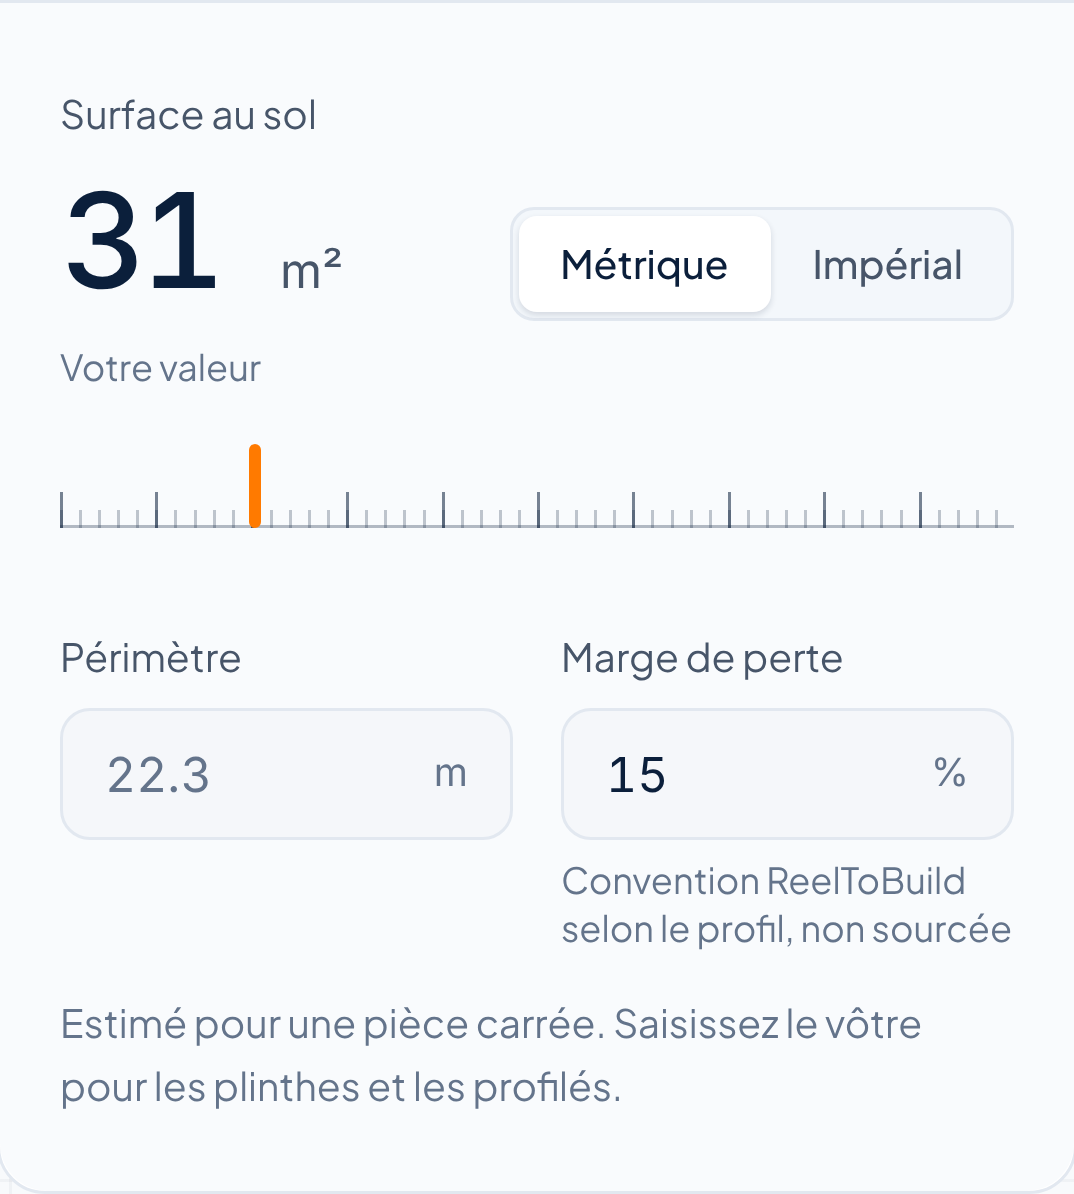 Surface au sol
31 m²
Métrique
Impérial
Votre valeur
Périmètre
Marge de perte
22.3 m
15 %
Convention ReelToBuild
selon le profil, non sourcée
Estimé pour une pièce carrée. Saisissez le vôtre
pour les plinthes et les profilés.